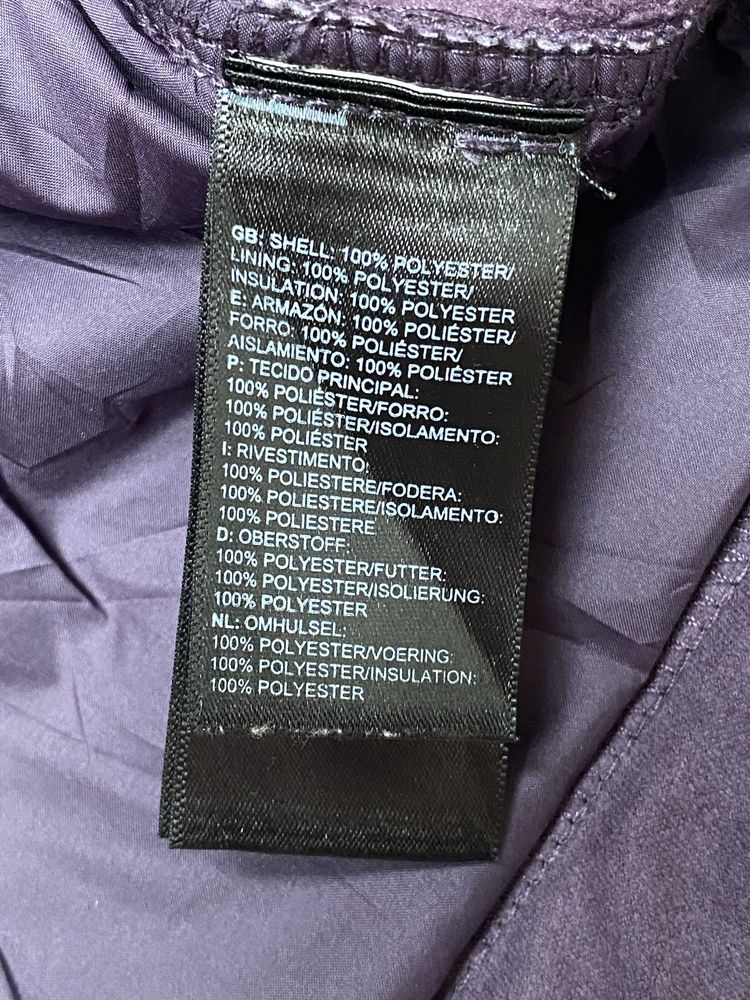 GB: SHELL: 100% POLYESTER/
LINING: 100% POLYESTER/
INSULATION: 100% POLYESTER
E: ARMAZÓN: 100% POLIÉSTER/
FORRO: 100% POLIÉSTER/
AISLAMIENTO: 100% POLIÉSTER
P: TECIDO PRINCIPAL:
100% POLIÉSTER/FORRO:
100% POLIÉSTER/ISOLAMENTO:
100% POLIÉSTER
I: RIVESTIMENTO:
100% POLIESTERE/FODERA:
100% POLIESTERE/ISOLAMENTO:
100% POLIESTERE
D: OBERSTOFF:
100% POLYESTER/FUTTER:
100% POLYESTER/ISOLIERUNG:
100% POLYESTER
NL: OMHULSEL:
100% POLYESTER/VOERING:
100% POLYESTER/INSULATION:
100% POLYESTER